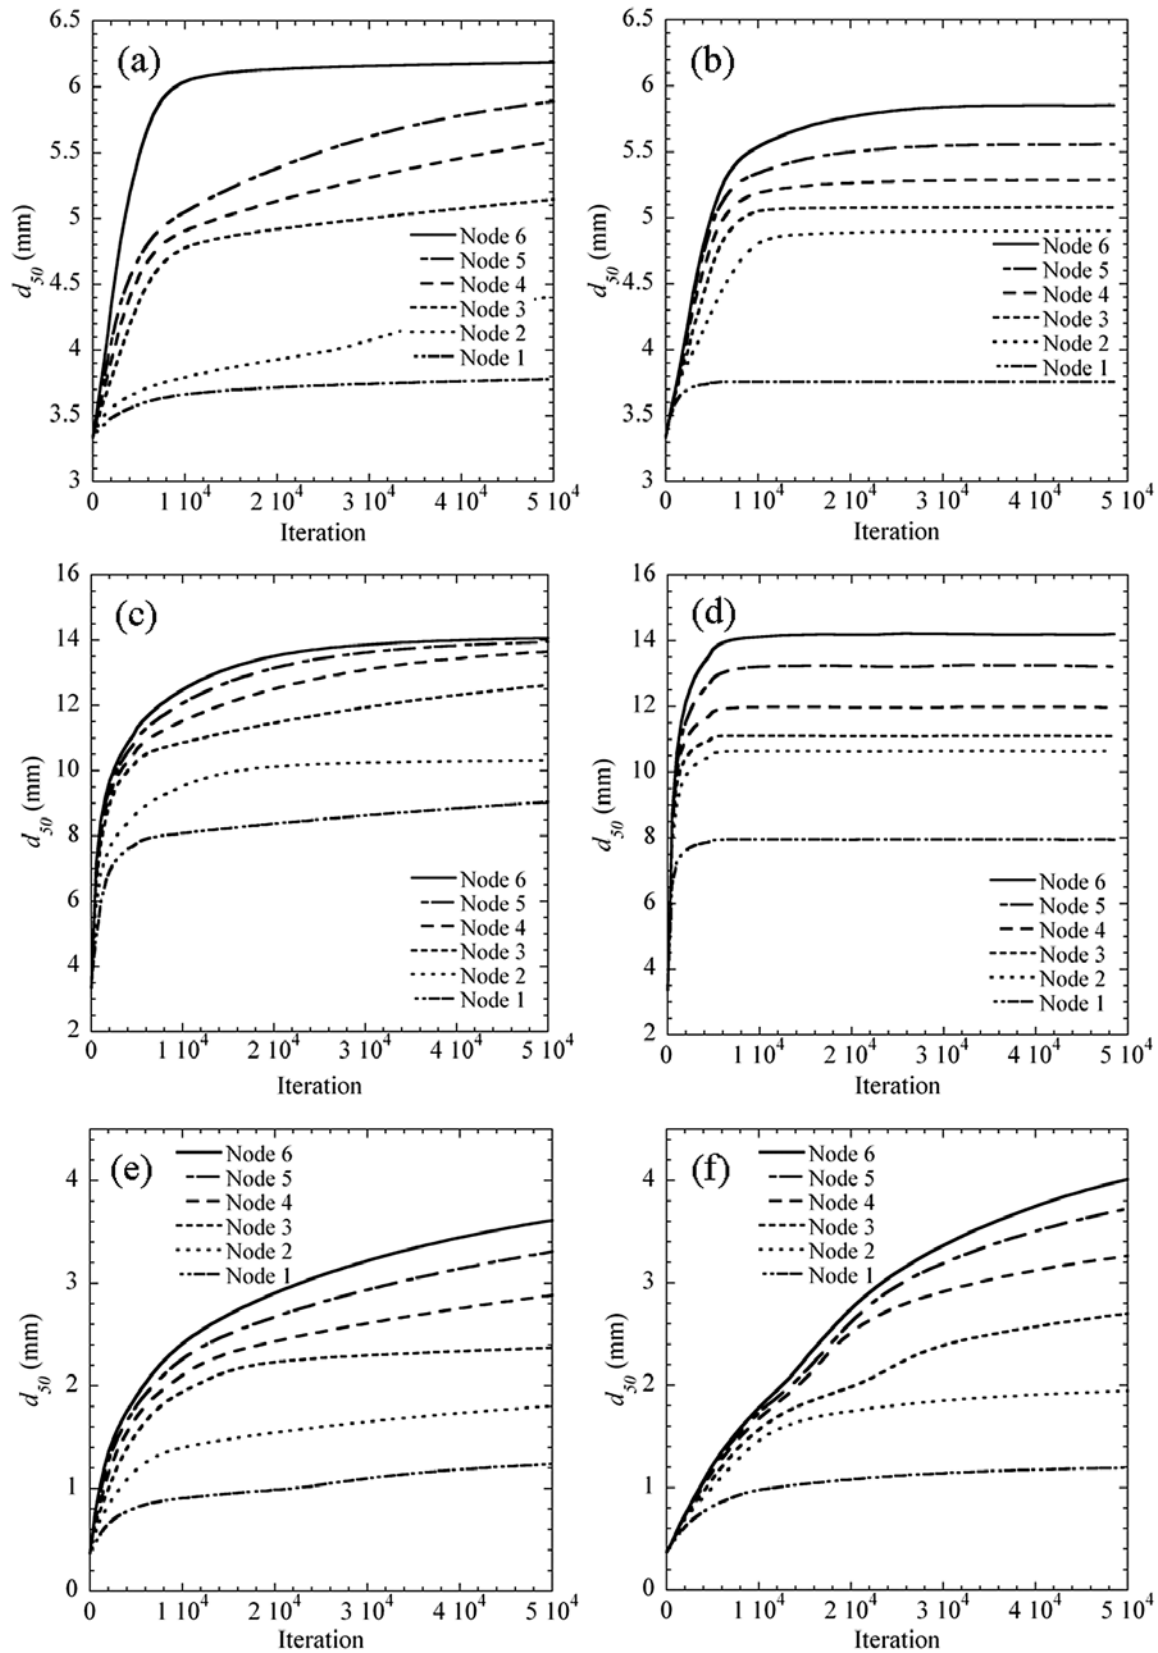 (a)
6.5
6
5.5
5
4.5
4
3.5
3
d50 (mm)
Node 6
Node 5
Node 4
Node 3
Node 2
Node 1
0 1 10^4 2 10^4 3 10^4 4 10^4 5 10^4
Iteration
(b)
6.5
6
5.5
5
4.5
4
3.5
3
d50 (mm)
Node 6
Node 5
Node 4
Node 3
Node 2
Node 1
0 1 10^4 2 10^4 3 10^4 4 10^4 5 10^4
Iteration
(c)
16
14
12
10
8
6
4
2
d50 (mm)
Node 6
Node 5
Node 4
Node 3
Node 2
Node 1
0 1 10^4 2 10^4 3 10^4 4 10^4 5 10^4
Iteration
(d)
16
14
12
10
8
6
4
2
d50 (mm)
Node 6
Node 5
Node 4
Node 3
Node 2
Node 1
0 1 10^4 2 10^4 3 10^4 4 10^4 5 10^4
Iteration
(e)
4
3
2
1
0
d50 (mm)
Node 6
Node 5
Node 4
Node 3
Node 2
Node 1
0 1 10^4 2 10^4 3 10^4 4 10^4 5 10^4
Iteration
(f)
4
3
2
1
0
d50 (mm)
Node 6
Node 5
Node 4
Node 3
Node 2
Node 1
0 1 10^4 2 10^4 3 10^4 4 10^4 5 10^4
Iteration